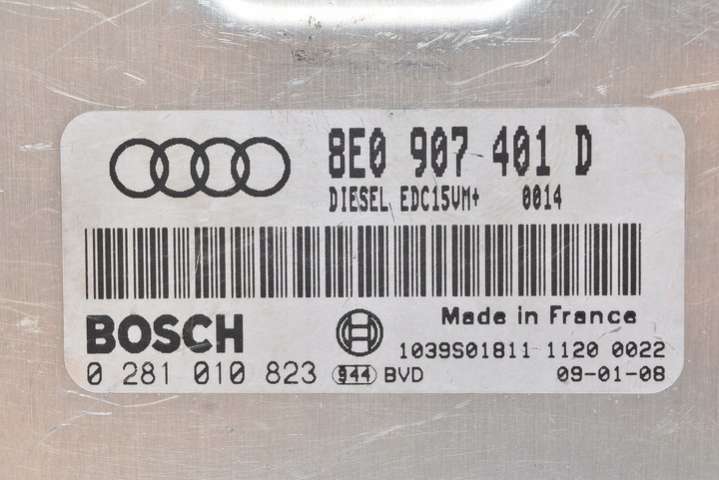 8E0 907 401 D
DIESEL EDC15VM+ 0014
BOSCH
Made in France
1039S01811 1120 0022
0 281 010 823 944 BVD 09-01-08